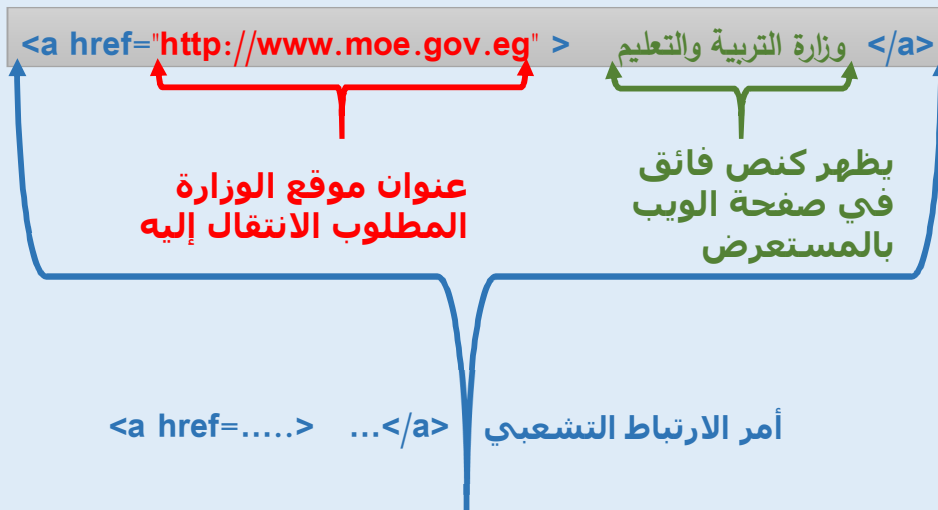 <a href="http://www.moe.gov.eg" > وزارة التربية والتعليم </a>
يظهر كنص فائق
في صفحة الويب
بالمستعرض
عنوان موقع الوزارة
المطلوب الانتقال إليه
أمر الارتباط التشعبي <a href=.....> ...</a>